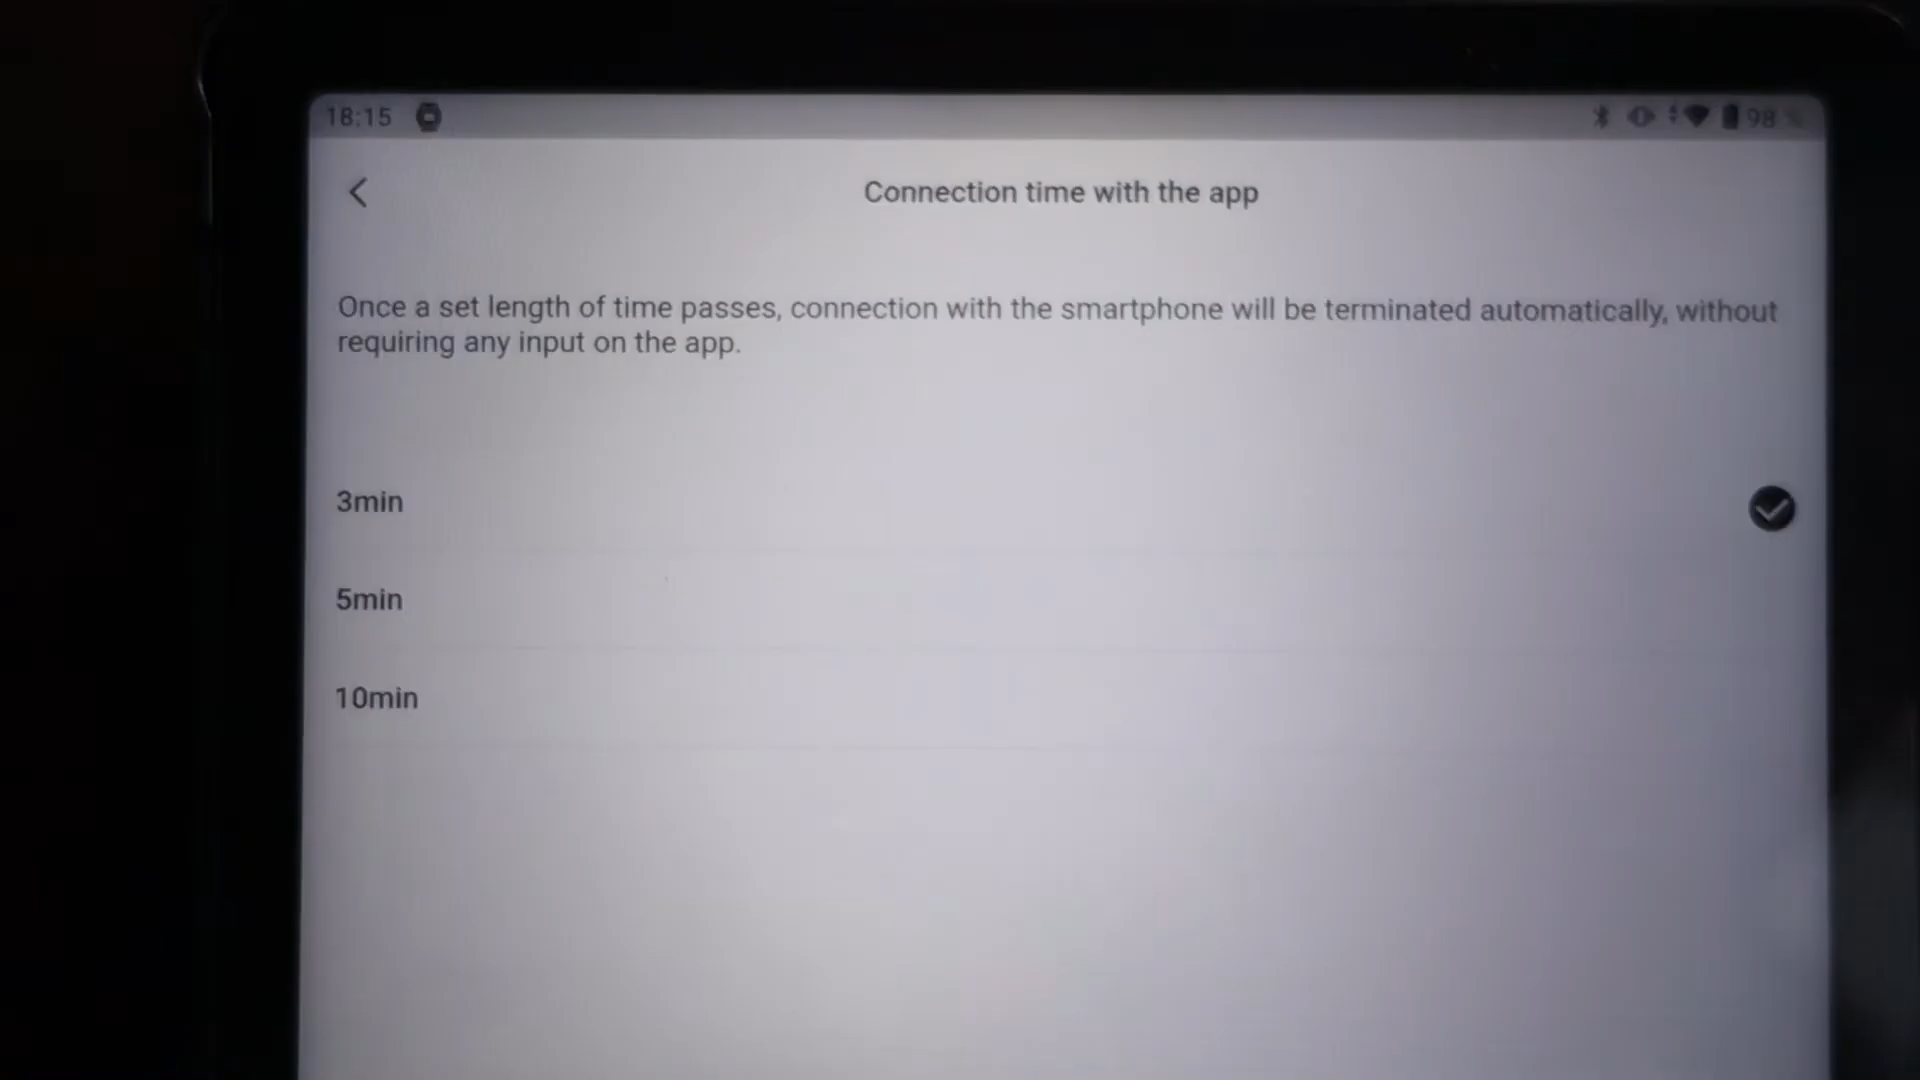 18:15
98
Connection time with the app
Once a set length of time passes, connection with the smartphone will be terminated automatically, without
requiring any input on the app.
3min
5min
10min